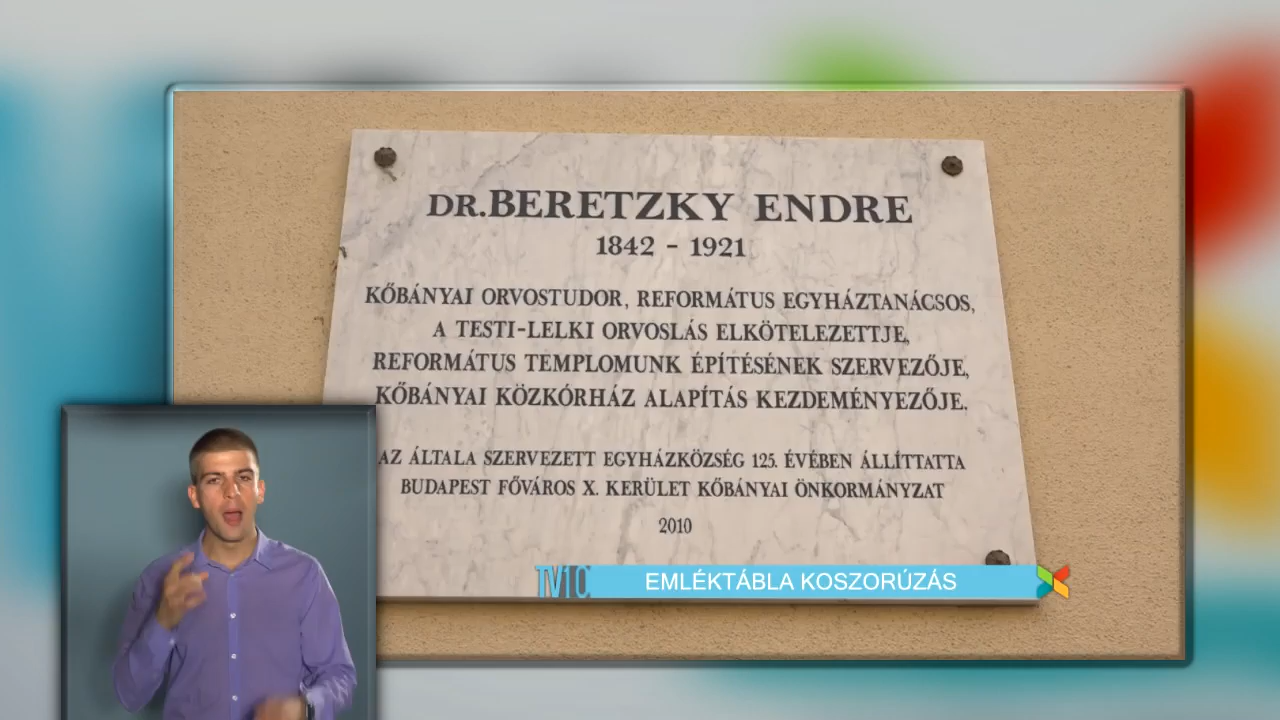 DR. BERETZKY ENDRE
1842 - 1921
KŐBÁNYAI ORVOSTUDOR, REFORMÁTUS EGYHÁZTANÁCSOS,
A TESTI-LELKI ORVOSLÁS ELKÖTELEZETTJE,
REFORMÁTUS TEMPLOMUNK ÉPÍTÉSÉNEK SZERVEZŐJE,
KŐBÁNYAI KÖZKÓRHÁZ ALAPÍTÁS KEZDEMÉNYEZŐJE.
AZ ÁLTALA SZERVEZETT EGYHÁZKÖZSÉG 125. ÉVÉBEN ÁLLÍTTATTA
BUDAPEST FŐVÁROS X. KERÜLET KŐBÁNYAI ÖNKORMÁNYZAT
2010
TV10 EMLÉKTÁBLA KOSZORÚZÁS